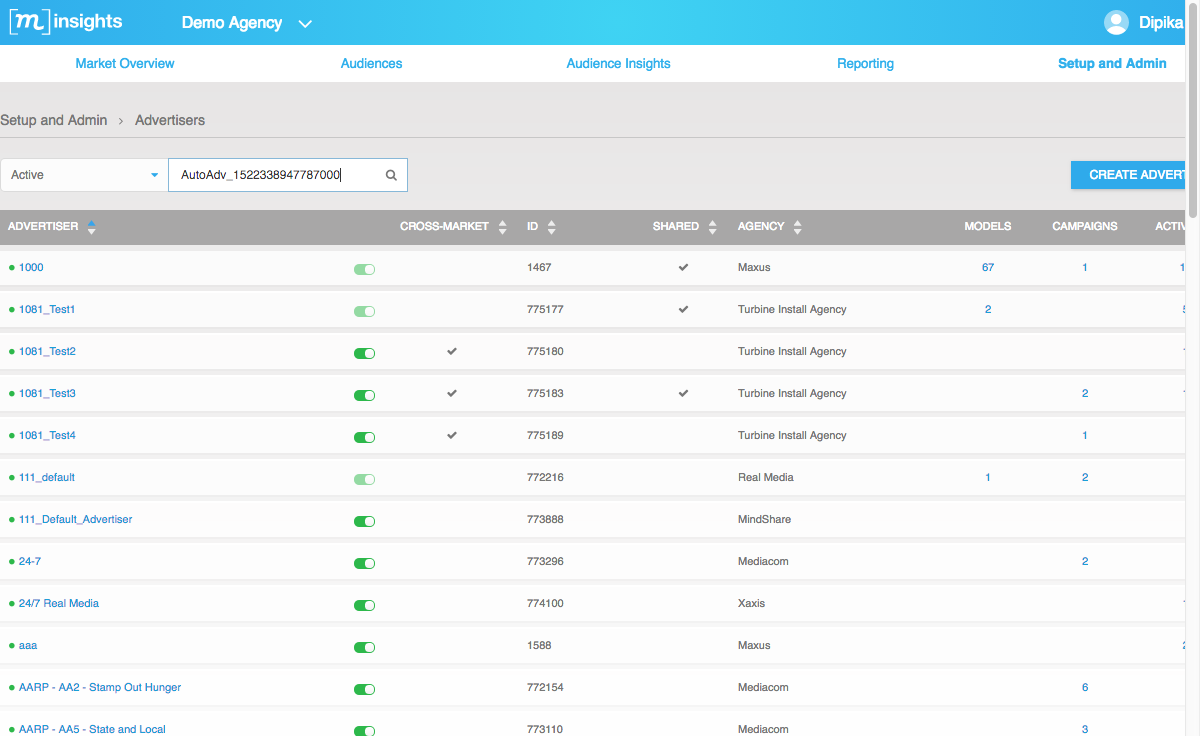 [m] insights Demo Agency Dipika
Market Overview Audiences Audience Insights Reporting Setup and Admin
Setup and Admin › Advertisers
Active AutoAdv_1522338947787000 CREATE ADVERT
ADVERTISER CROSS-MARKET ID SHARED AGENCY MODELS CAMPAIGNS ACTIV
1000 1467 Maxus 67 1 1
1081_Test1 775177 Turbine Install Agency 2
1081_Test2 775180 Turbine Install Agency
1081_Test3 775183 Turbine Install Agency 2
1081_Test4 775189 Turbine Install Agency 1
111_default 772216 Real Media 1 2
111_Default_Advertiser 773888 MindShare
24-7 773296 Mediacom 2
24/7 Real Media 774100 Xaxis
aaa 1588 Maxus
AARP - AA2 - Stamp Out Hunger 772154 Mediacom 6
AARP - AA5 - State and Local 773110 Mediacom 3